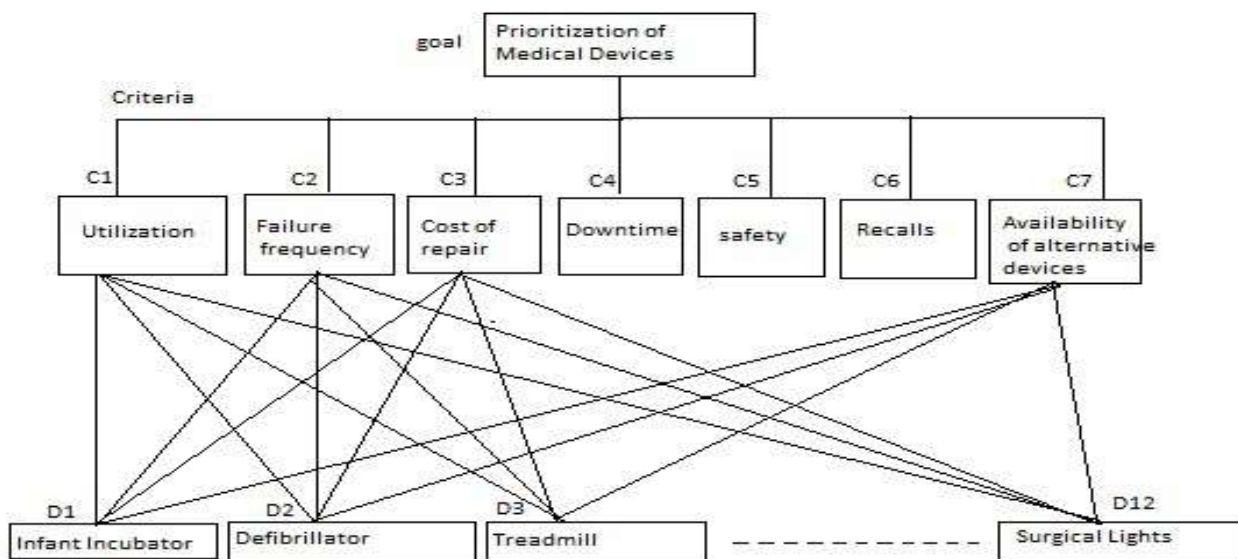 goal
Prioritization of
Medical Devices
Criteria
C1
C2
C3
C4
C5
C6
C7
Utilization
Failure
frequency
Cost of
repair
Downtime
safety
Recalls
Availability
of alternative
devices
D1
D2
D3
D12
Infant Incubator
Defibrillator
Treadmill
Surgical Lights